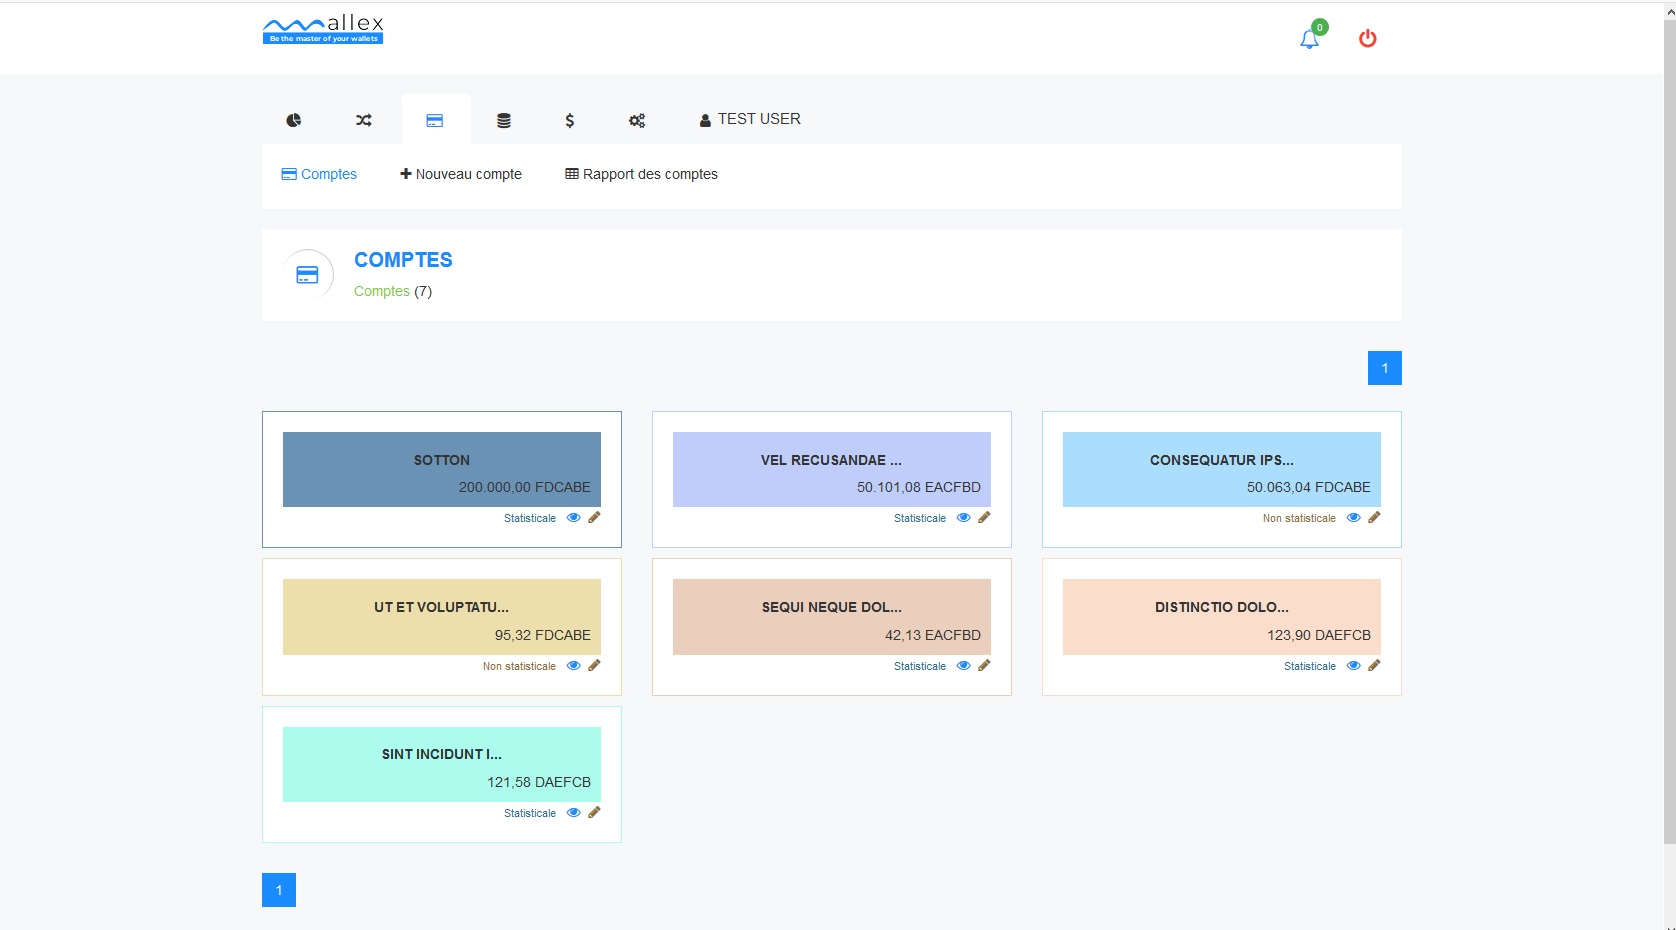 allex
Be the master of your wallets
0
TEST USER
Comptes
Nouveau compte
Rapport des comptes
COMPTES
Comptes (7)
1
SOTTON
200.000,00 FDCABE
Statisticale
VEL RECUSANDAE ...
50.101,08 EACFBD
Statisticale
CONSEQUATUR IPS...
50.063,04 FDCABE
Non statisticale
UT ET VOLUPTATU...
95,32 FDCABE
Non statisticale
SEQUI NEQUE DOL...
42,13 EACFBD
Statisticale
DISTINCTIO DOLO...
123,90 DAEFCB
Statisticale
SINT INCIDUNT I...
121,58 DAEFCB
Statisticale
1